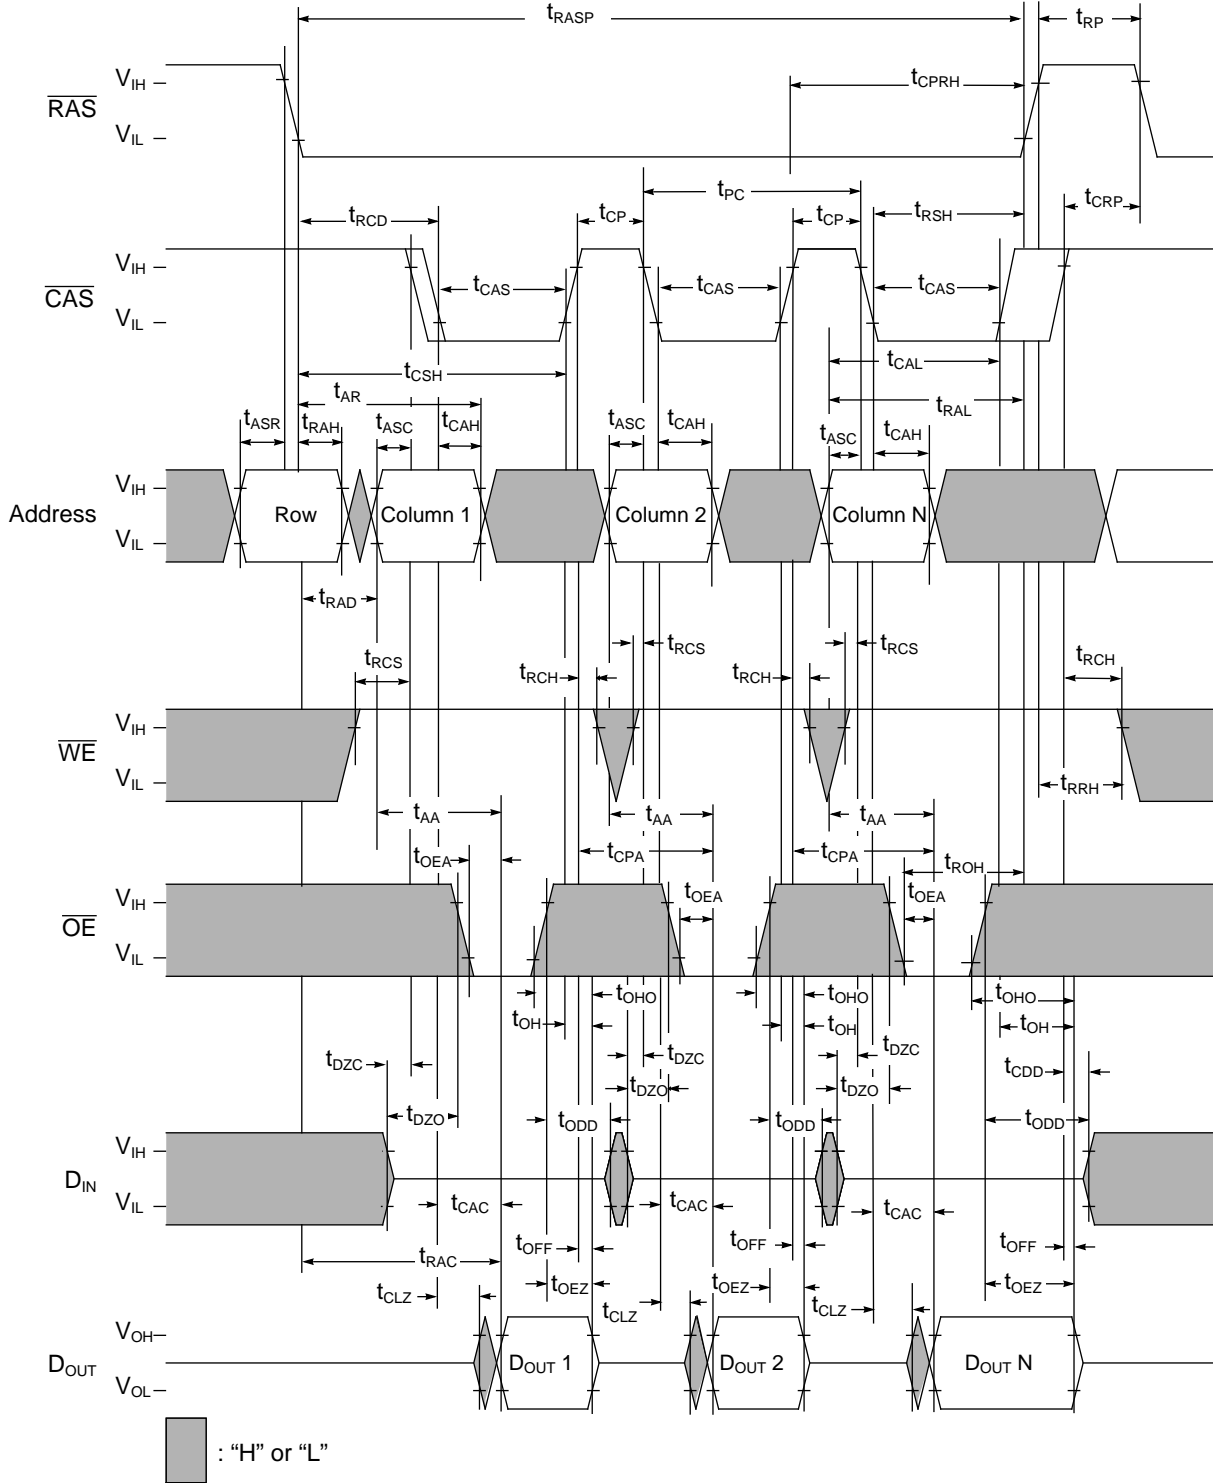 tRASP
tRP
VIH
tCPRH
RAS
VIL
tPC
tRCD
tCP
tCP
tRSH
tCRP
VIH
tCAS
tCAS
tCAS
CAS
VIL
tCAL
tCSH
tAR
tRAL
tASR
tRAH
tASC
tCAH
tASC
tCAH
tASC
tCAH
VIH
Address
Row
Column 1
Column 2
Column N
VIL
tRAD
tRCS
tRCS
tRCS
tRCH
tRCH
tRCH
VIH
WE
VIL
tRRH
tAA
tAA
tAA
tOEA
tCPA
tCPA
tROH
tOEA
tOEA
VIH
OE
VIL
tOHO
tOHO
tOHO
tOH
tOH
tOH
tDZC
tDZC
tDZC
tCDD
tDZO
tDZO
tDZO
tODD
tODD
tODD
VIH
DIN
VIL
tCAC
tCAC
tCAC
tOFF
tOFF
tOFF
tRAC
tOEZ
tOEZ
tOEZ
tCLZ
tCLZ
tCLZ
VOH
DOUT
DOUT 1
DOUT 2
DOUT N
VOL
: “H” or “L”